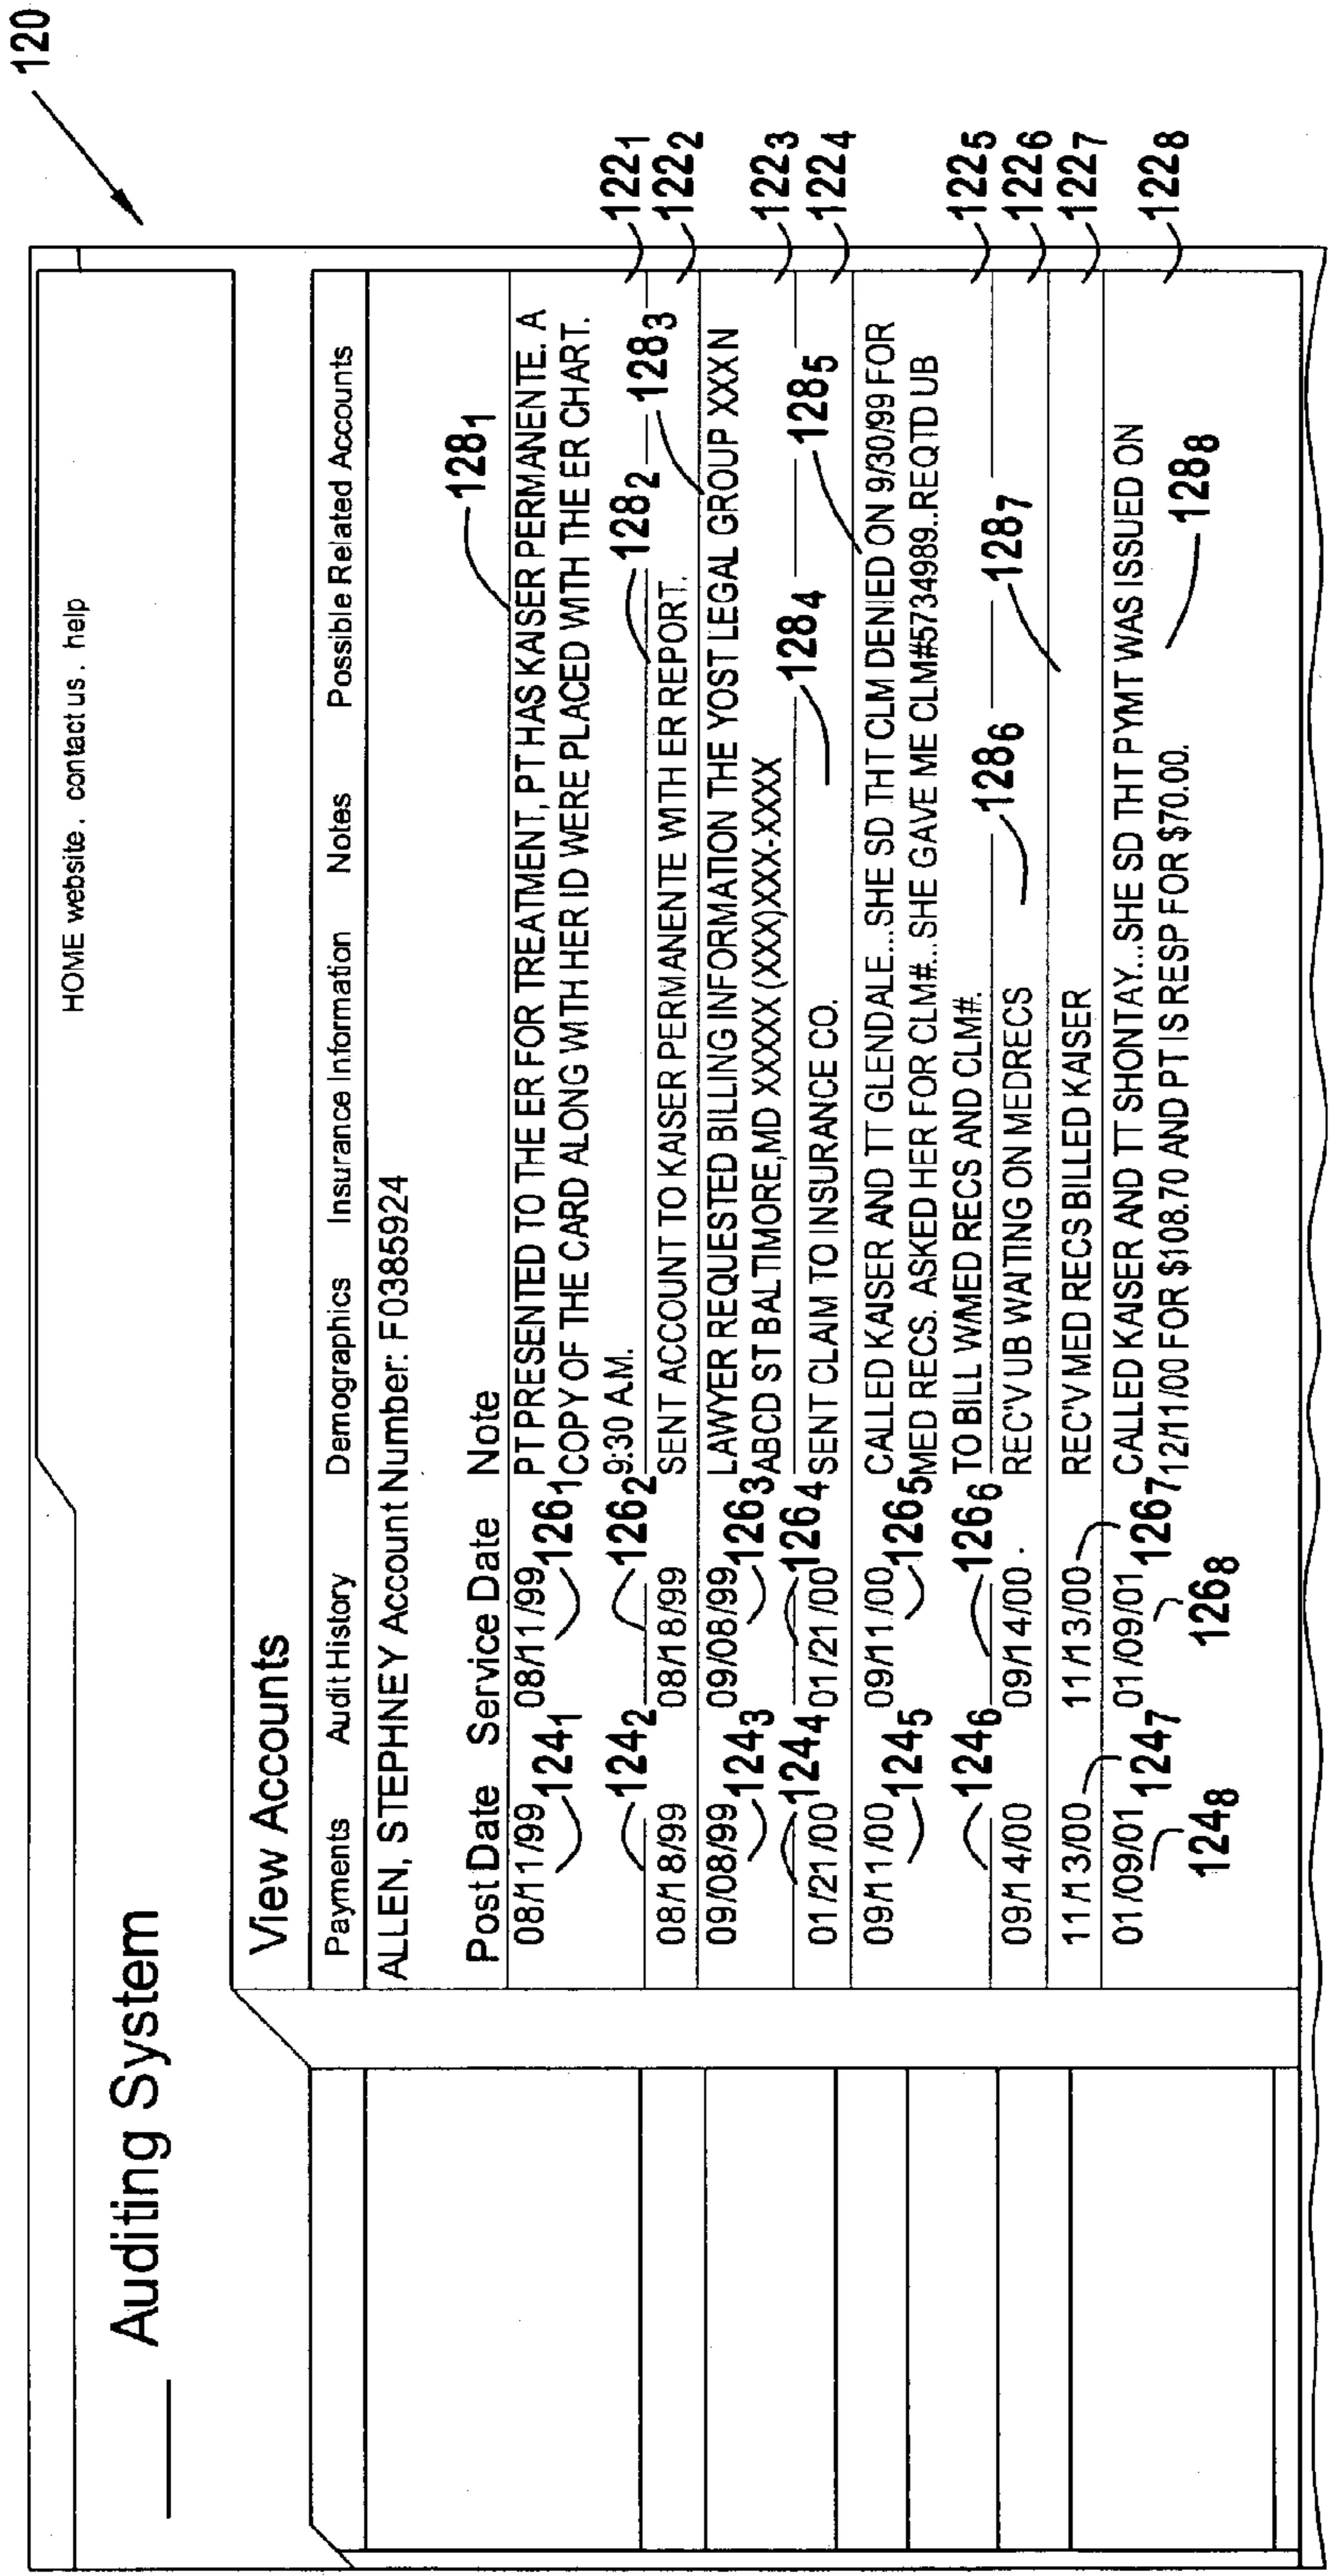 120
HOME website . contact us . help
Auditing System
View Accounts
Payments Audit History Demographics Insurance Information Notes Possible Related Accounts
ALLEN, STEPHNEY Account Number: F0385924
Post Date Service Date Note
128₁
08/11/99 08/11/99 PT PRESENTED TO THE ER FOR TREATMENT, PT HAS KAISER PERMANENTE. A
124₁ 126₁ COPY OF THE CARD ALONG WITH HER ID WERE PLACED WITH THE ER CHART.
9:30 A.M. 122₁
124₂ 126₂ 128₂ 128₃
08/18/99 08/18/99 SENT ACCOUNT TO KAISER PERMANENTE WITH ER REPORT. 122₂
09/08/99 09/08/99 LAWYER REQUESTED BILLING INFORMATION THE YOST LEGAL GROUP XXX N
124₃ 126₃ ABCD ST BALTIMORE,MD XXXXX (XXX)XXX-XXXX 122₃
124₄ 126₄ 128₄ 128₅
01/21/00 01/21/00 SENT CLAIM TO INSURANCE CO. 122₄
09/11/00 09/11/00 CALLED KAISER AND TT GLENDALE...SHE SD THT CLM DENIED ON 9/30/99 FOR
124₅ 126₅ MED RECS. ASKED HER FOR CLM#...SHE GAVE ME CLM#5734989..REQTD UB
TO BILL W/MED RECS AND CLM#. 122₅
124₆ 126₆ 128₆ 128₇
09/14/00 09/14/00 . REC'V UB WAITING ON MEDRECS 122₆
11/13/00 11/13/00 REC'V MED RECS BILLED KAISER 122₇
01/09/01 01/09/01 CALLED KAISER AND TT SHONTAY...SHE SD THT PYMT WAS ISSUED ON
124₇ 126₇ 12/11/00 FOR $108.70 AND PT IS RESP FOR $70.00. 122₈
124₈ 126₈ 128₈